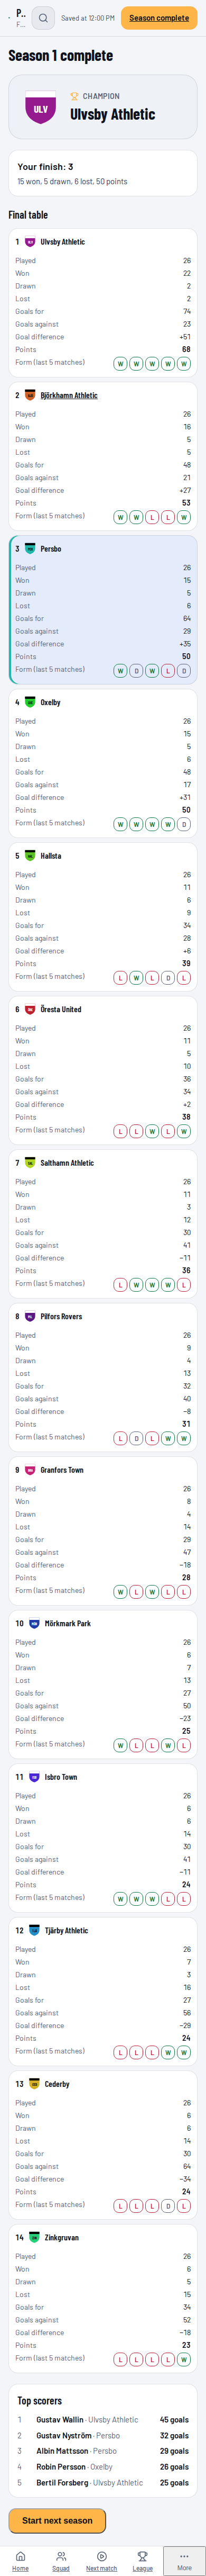 P..
F...
Saved at 12:00 PM
Season complete
Season 1 complete
ULV
CHAMPION
Ulvsby Athletic
Your finish: 3
15 won, 5 drawn, 6 lost, 50 points
Final table
1 Ulvsby Athletic
Played 26
Won 22
Drawn 2
Lost 2
Goals for 74
Goals against 23
Goal difference +51
Points 68
Form (last 5 matches) W W W W W
2 Björkhamn Athletic
Played 26
Won 16
Drawn 5
Lost 5
Goals for 48
Goals against 21
Goal difference +27
Points 53
Form (last 5 matches) W W L L W
3 Persbo
Played 26
Won 15
Drawn 5
Lost 6
Goals for 64
Goals against 29
Goal difference +35
Points 50
Form (last 5 matches) W D W L D
4 Oxelby
Played 26
Won 15
Drawn 5
Lost 6
Goals for 48
Goals against 17
Goal difference +31
Points 50
Form (last 5 matches) W W W W D
5 Hallsta
Played 26
Won 11
Drawn 6
Lost 9
Goals for 34
Goals against 28
Goal difference +6
Points 39
Form (last 5 matches) L W L D L
6 Öresta United
Played 26
Won 11
Drawn 5
Lost 10
Goals for 36
Goals against 34
Goal difference +2
Points 38
Form (last 5 matches) L L W L W
7 Salthamn Athletic
Played 26
Won 11
Drawn 3
Lost 12
Goals for 30
Goals against 41
Goal difference −11
Points 36
Form (last 5 matches) L W W W L
8 Pilfors Rovers
Played 26
Won 9
Drawn 4
Lost 13
Goals for 32
Goals against 40
Goal difference −8
Points 31
Form (last 5 matches) L D L W W
9 Granfors Town
Played 26
Won 8
Drawn 4
Lost 14
Goals for 29
Goals against 47
Goal difference −18
Points 28
Form (last 5 matches) W L W L L
10 Mörkmark Park
Played 26
Won 6
Drawn 7
Lost 13
Goals for 27
Goals against 50
Goal difference −23
Points 25
Form (last 5 matches) W L L W L
11 Isbro Town
Played 26
Won 6
Drawn 6
Lost 14
Goals for 30
Goals against 41
Goal difference −11
Points 24
Form (last 5 matches) W W W L L
12 Tjärby Athletic
Played 26
Won 7
Drawn 3
Lost 16
Goals for 27
Goals against 56
Goal difference −29
Points 24
Form (last 5 matches) L L L W W
13 Cederby
Played 26
Won 6
Drawn 6
Lost 14
Goals for 30
Goals against 64
Goal difference −34
Points 24
Form (last 5 matches) L L L D L
14 Zinkgruvan
Played 26
Won 6
Drawn 5
Lost 15
Goals for 34
Goals against 52
Goal difference −18
Points 23
Form (last 5 matches) L L L L W
Top scorers
1 Gustav Wallin · Ulvsby Athletic 45 goals
2 Gustav Nyström · Persbo 32 goals
3 Albin Mattsson · Persbo 29 goals
4 Robin Persson · Oxelby 26 goals
5 Bertil Forsberg · Ulvsby Athletic 25 goals
Start next season
Home Squad Next match League More